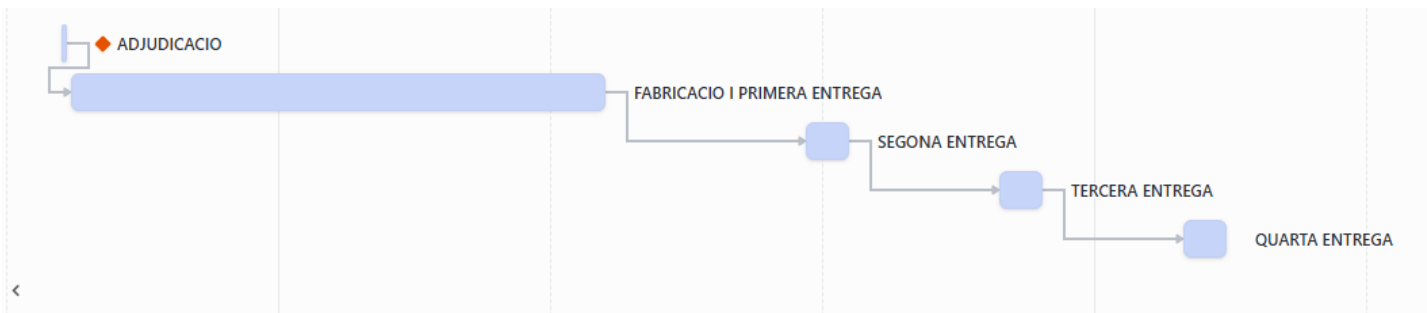 ADJUDICACIO
FABRICACIO I PRIMERA ENTREGA
SEGONA ENTREGA
TERCERA ENTREGA
QUARTA ENTREGA